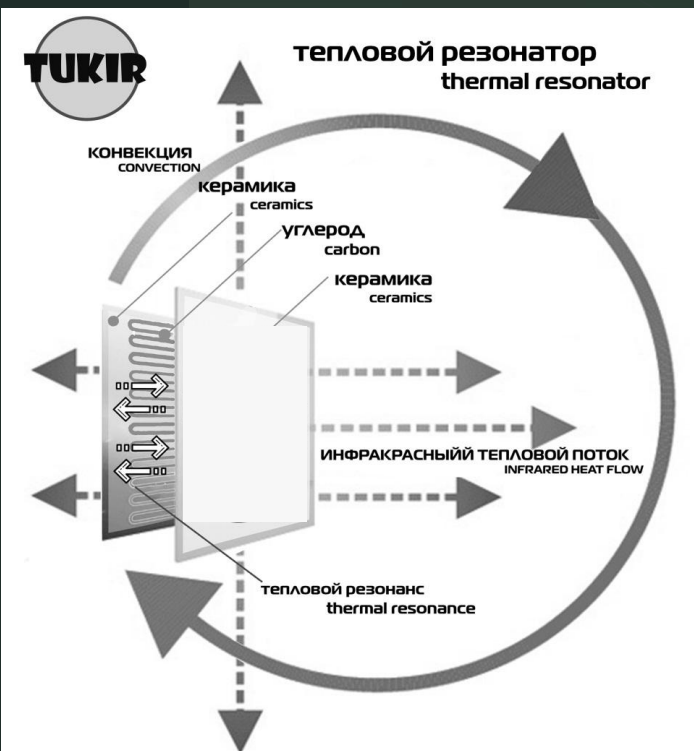 TUKIR
тепловой резонатор
thermal resonator
КОНВЕКЦИЯ
CONVECTION
керамика
ceramics
углерод
carbon
керамика
ceramics
ИНФРАКРАСНЫЙЙ ТЕПЛОВОЙ ПОТОК
INFRARED HEAT FLOW
тепловой резонанс
thermal resonance